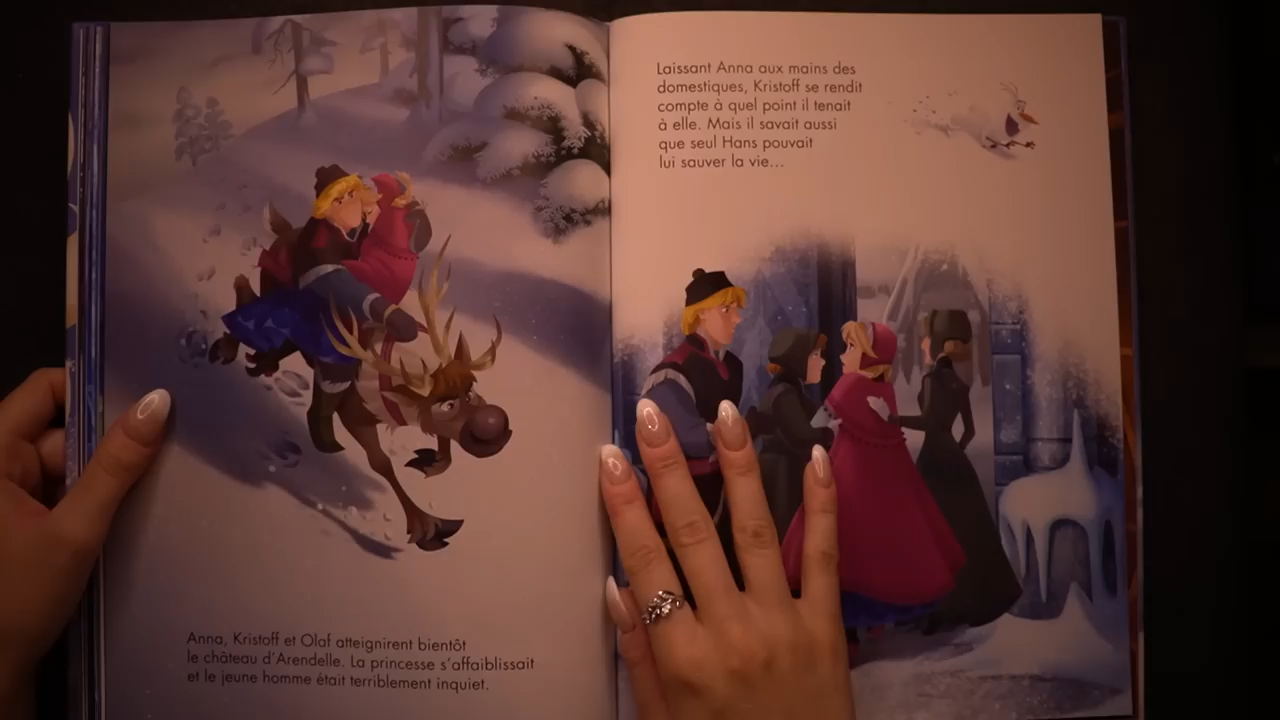 Anna, Kristoff et Olaf atteignirent bientôt
le château d'Arendelle. La princesse s'affaiblissait
et le jeune homme était terriblement inquiet.
Laissant Anna aux mains des
domestiques, Kristoff se rendit
compte à quel point il tenait
à elle. Mais il savait aussi
que seul Hans pouvait
lui sauver la vie...